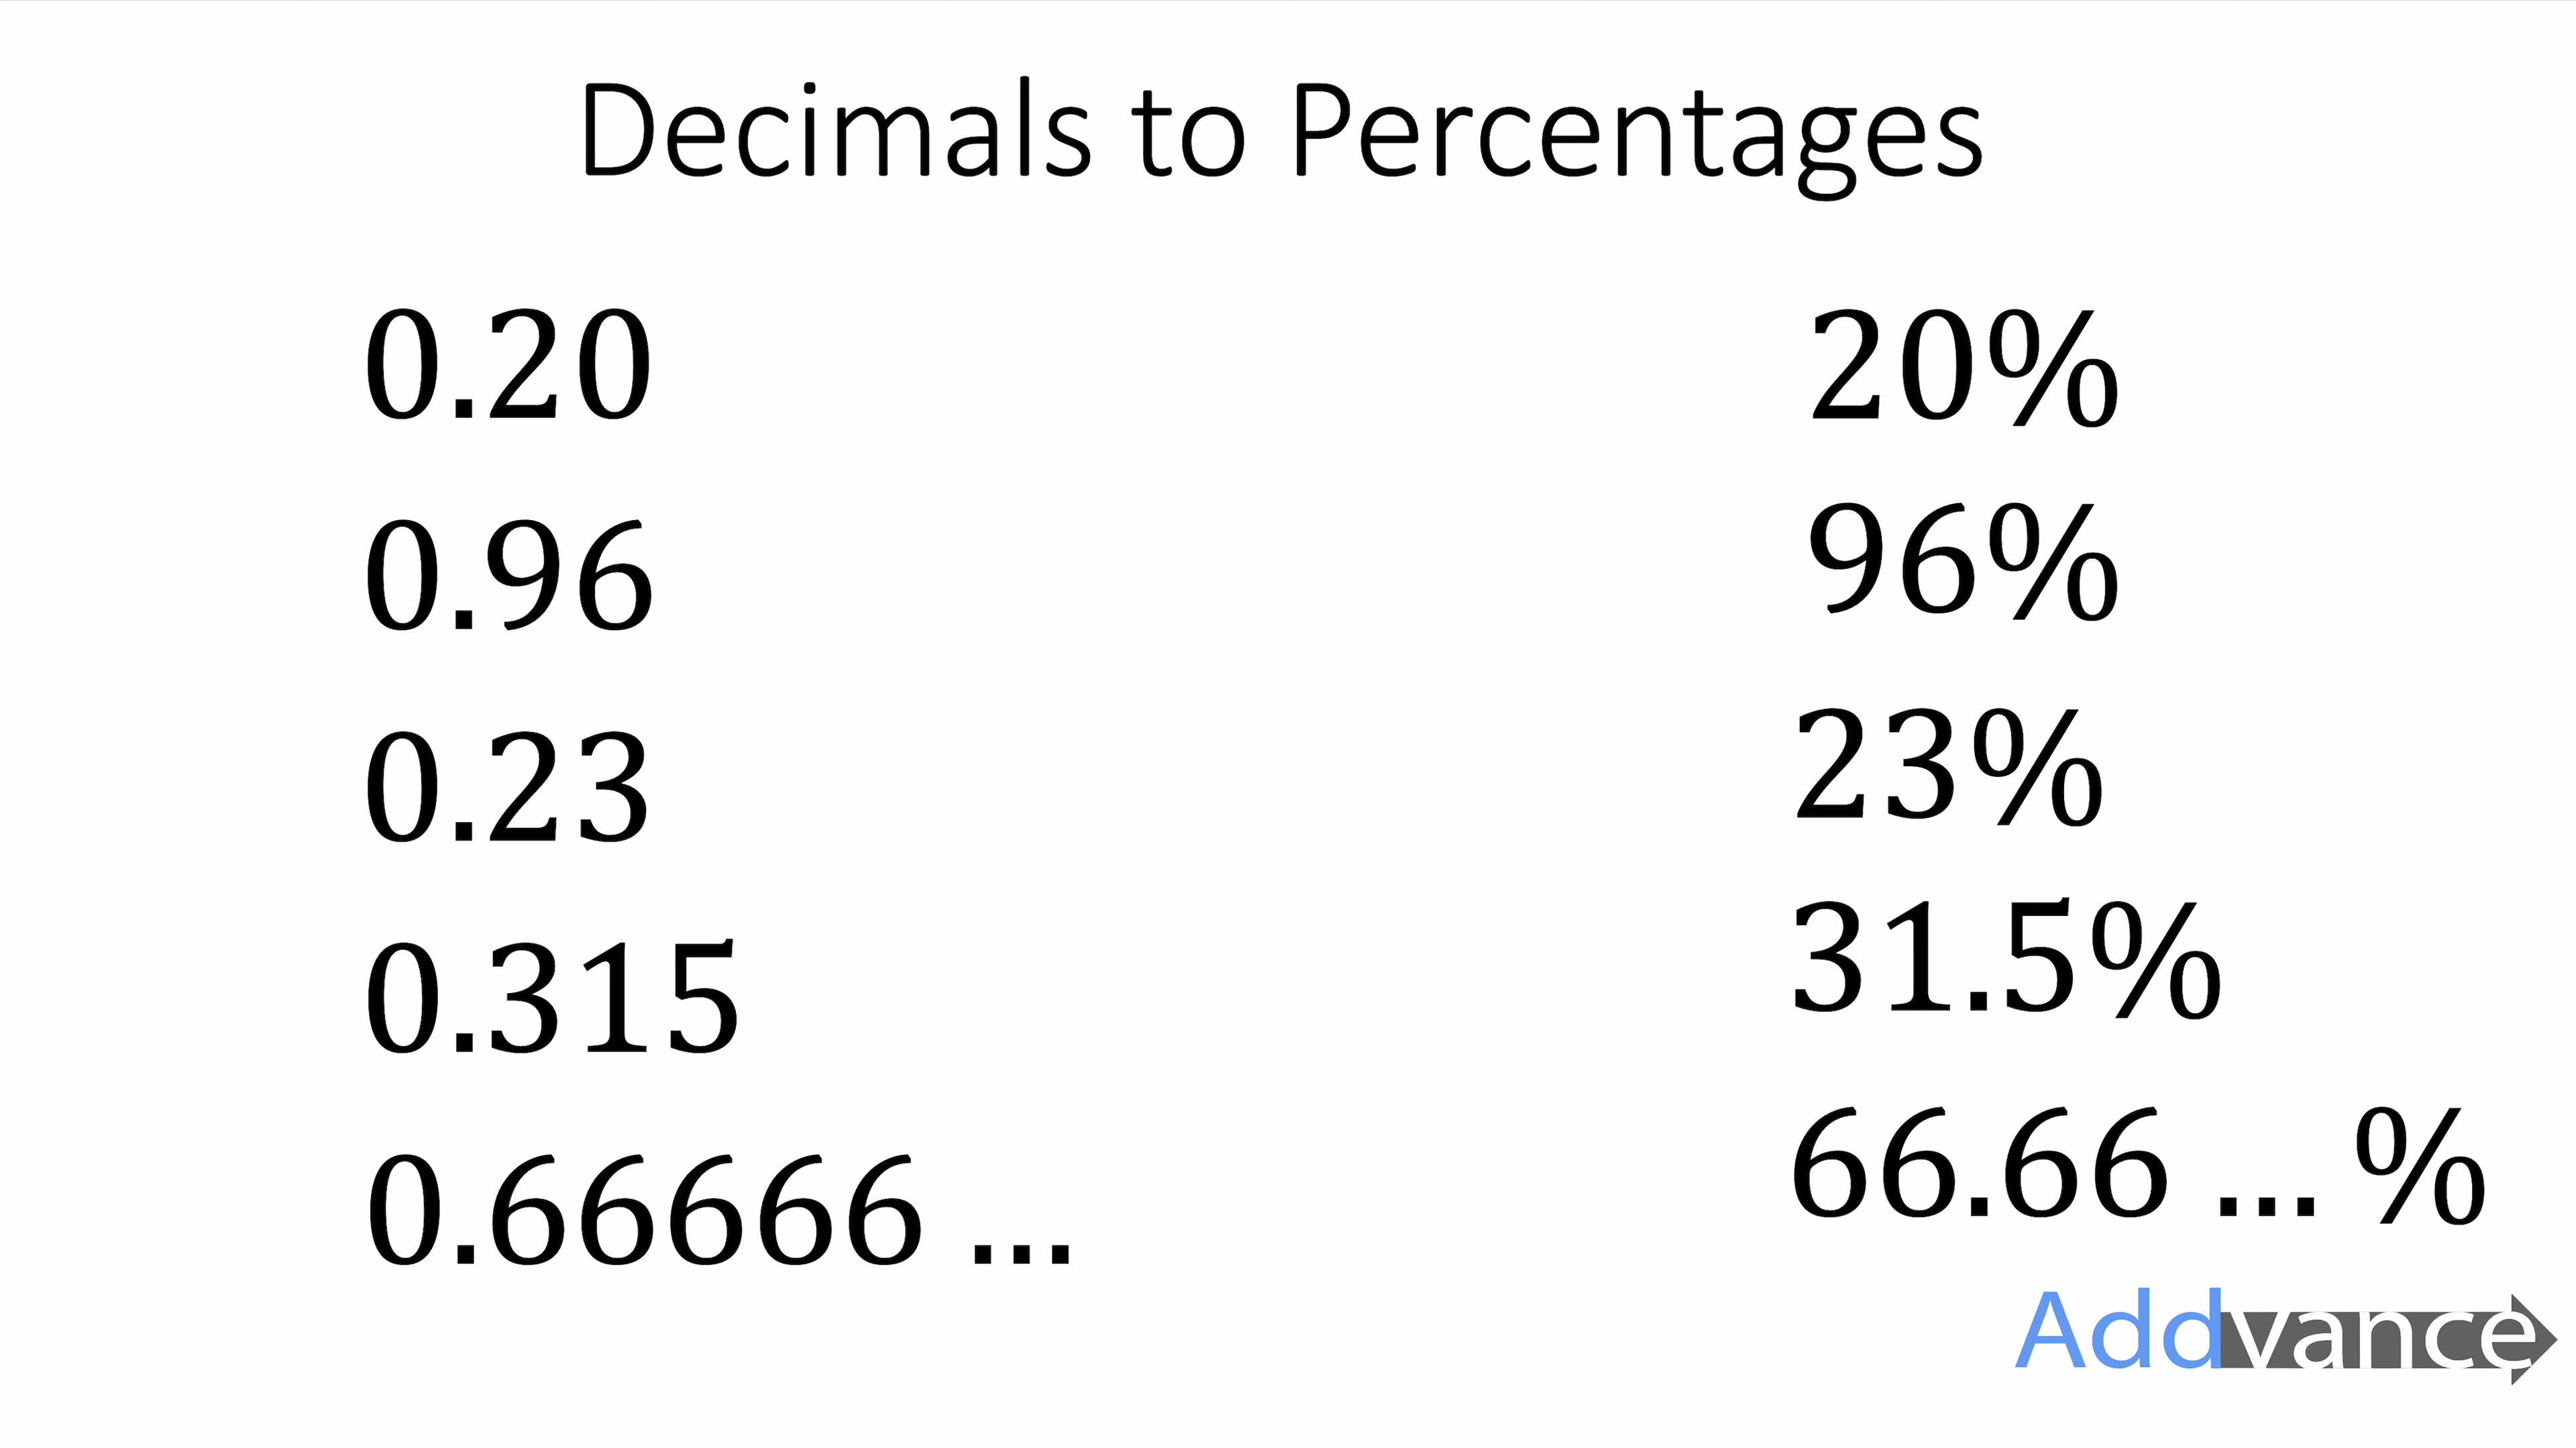 Decimals to Percentages
0.20 20%
0.96 96%
0.23 23%
0.315 31.5%
0.66666 ... 66.66 ... %
Addvance